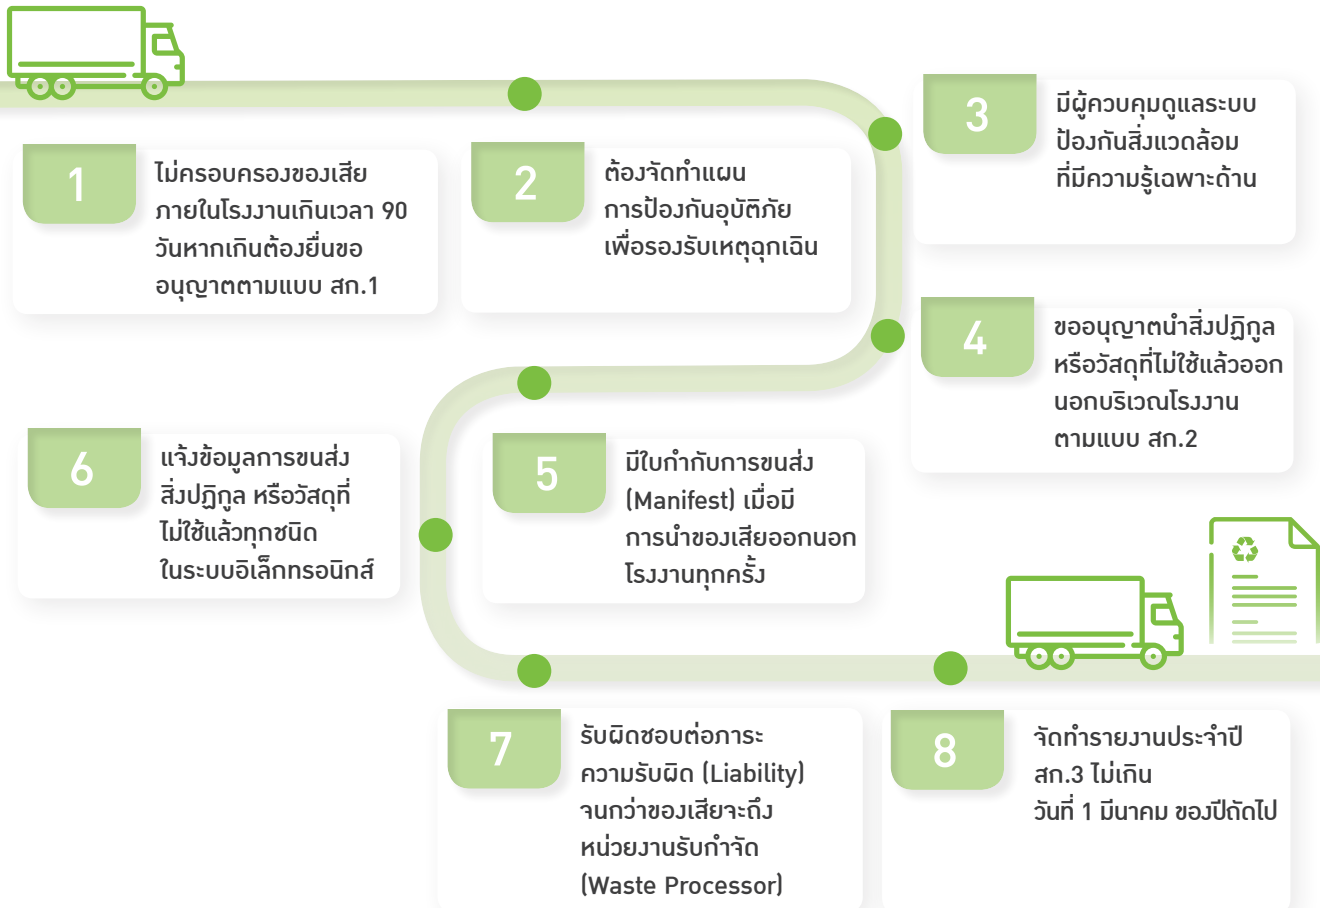 1
ไม่ครอบครองของเสีย
ภายในโรงงานเกินเวลา 90
วันหากเกินต้องยื่นขอ
อนุญาตตามแบบ สก.1
2
ต้องจัดทำแผน
การป้องกันอุบัติภัย
เพื่อรองรับเหตุฉุกเฉิน
3
มีผู้ควบคุมดูแลระบบ
ป้องกันสิ่งแวดล้อม
ที่มีความรู้เฉพาะด้าน
4
ขออนุญาตนำสิ่งปฏิกูล
หรือวัสดุที่ไม่ใช้แล้วออก
นอกบริเวณโรงงาน
ตามแบบ สก.2
5
มีใบกำกับการขนส่ง
(Manifest) เมื่อมี
การนำของเสียออกนอก
โรงงานทุกครั้ง
6
แจ้งข้อมูลการขนส่ง
สิ่งปฏิกูล หรือวัสดุที่
ไม่ใช้แล้วทุกชนิด
ในระบบอิเล็กทรอนิกส์
7
รับผิดชอบต่อภาระ
ความรับผิด (Liability)
จนกว่าของเสียจะถึง
หน่วยงานรับกำจัด
(Waste Processor)
8
จัดทำรายงานประจำปี
สก.3 ไม่เกิน
วันที่ 1 มีนาคม ของปีถัดไป